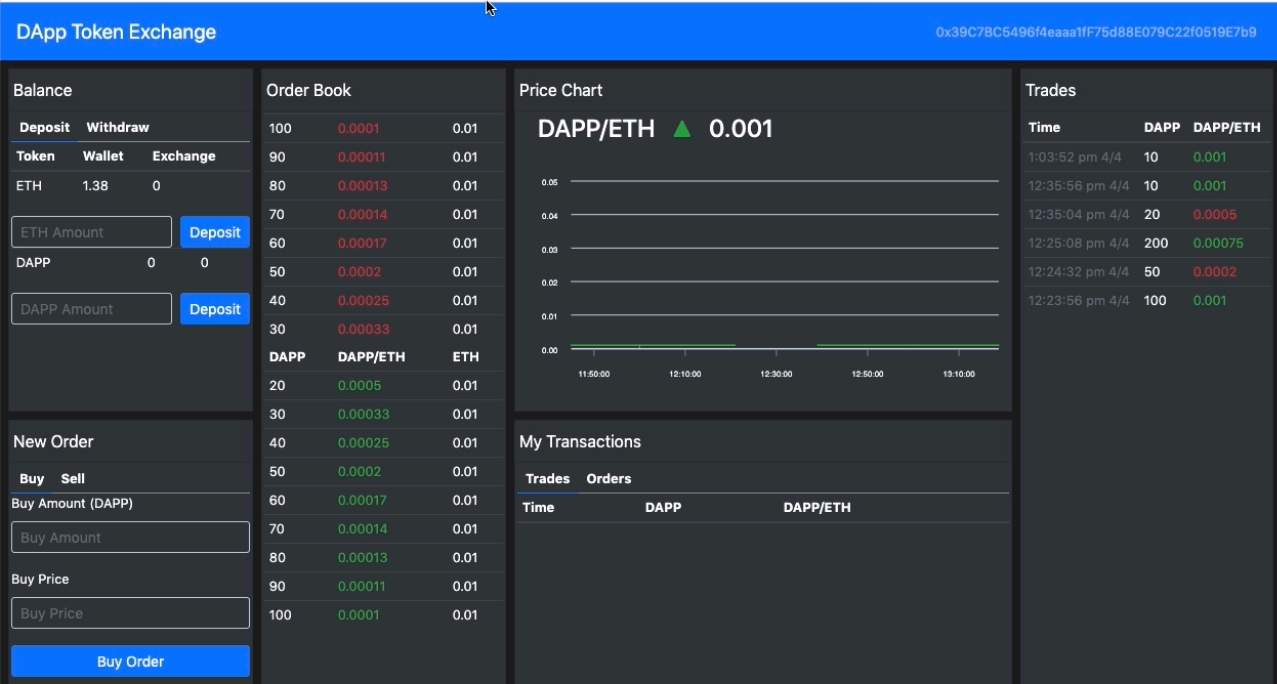 DApp Token Exchange
0x39C7BC5496f4eaaa1fF75d88E079C22f0519E7b9
Balance
Deposit Withdraw
Token Wallet Exchange
ETH 1.38 0
ETH Amount Deposit
DAPP 0 0
DAPP Amount Deposit
New Order
Buy Sell
Buy Amount (DAPP)
Buy Amount
Buy Price
Buy Price
Buy Order
Order Book
100 0.0001 0.01
90 0.00011 0.01
80 0.00013 0.01
70 0.00014 0.01
60 0.00017 0.01
50 0.0002 0.01
40 0.00025 0.01
30 0.00033 0.01
DAPP DAPP/ETH ETH
20 0.0005 0.01
30 0.00033 0.01
40 0.00025 0.01
50 0.0002 0.01
60 0.00017 0.01
70 0.00014 0.01
80 0.00013 0.01
90 0.00011 0.01
100 0.0001 0.01
Price Chart
DAPP/ETH ▲ 0.001
0.05
0.04
0.03
0.02
0.01
0.00
11:50:00 12:10:00 12:30:00 12:50:00 13:10:00
My Transactions
Trades Orders
Time DAPP DAPP/ETH
Trades
Time DAPP DAPP/ETH
1:03:52 pm 4/4 10 0.001
12:35:56 pm 4/4 10 0.001
12:35:04 pm 4/4 20 0.0005
12:25:08 pm 4/4 200 0.00075
12:24:32 pm 4/4 50 0.0002
12:23:56 pm 4/4 100 0.001